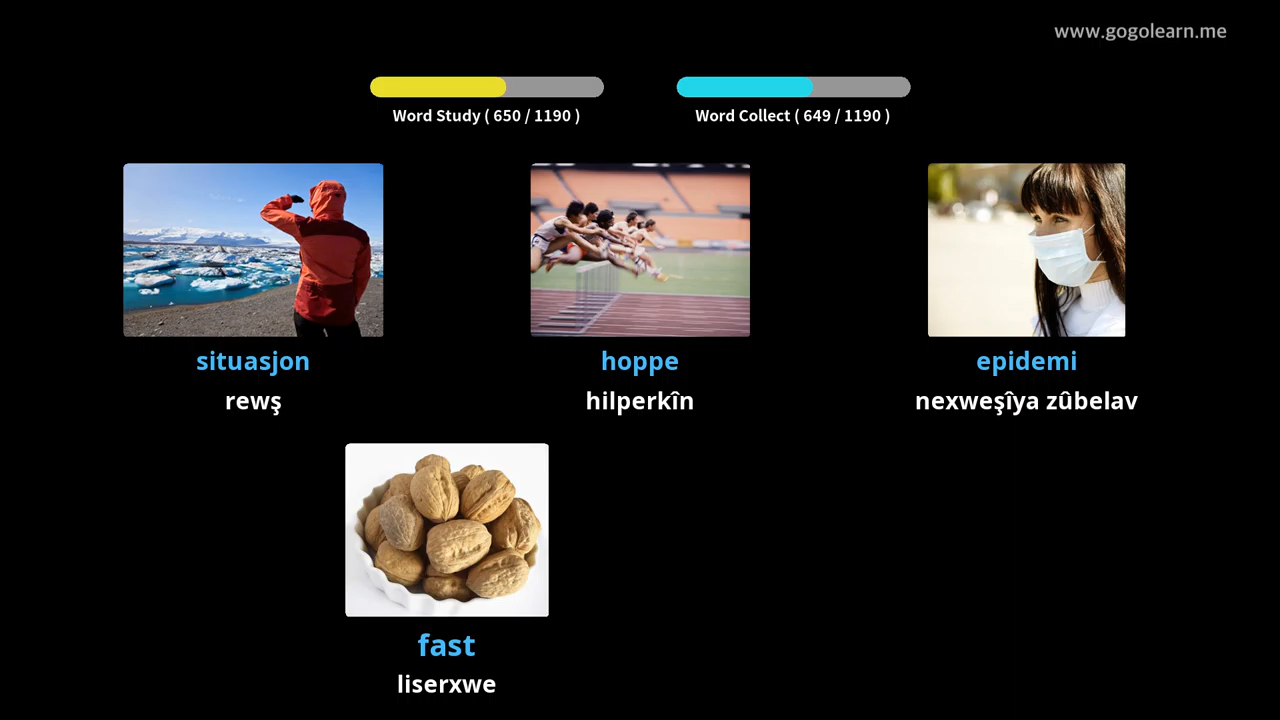 www.gogolearn.me
Word Study ( 650 / 1190 )
Word Collect ( 649 / 1190 )
situasjon
hoppe
epidemi
rewş
hilperkîn
nexweşîya zûbelav
fast
liserxwe